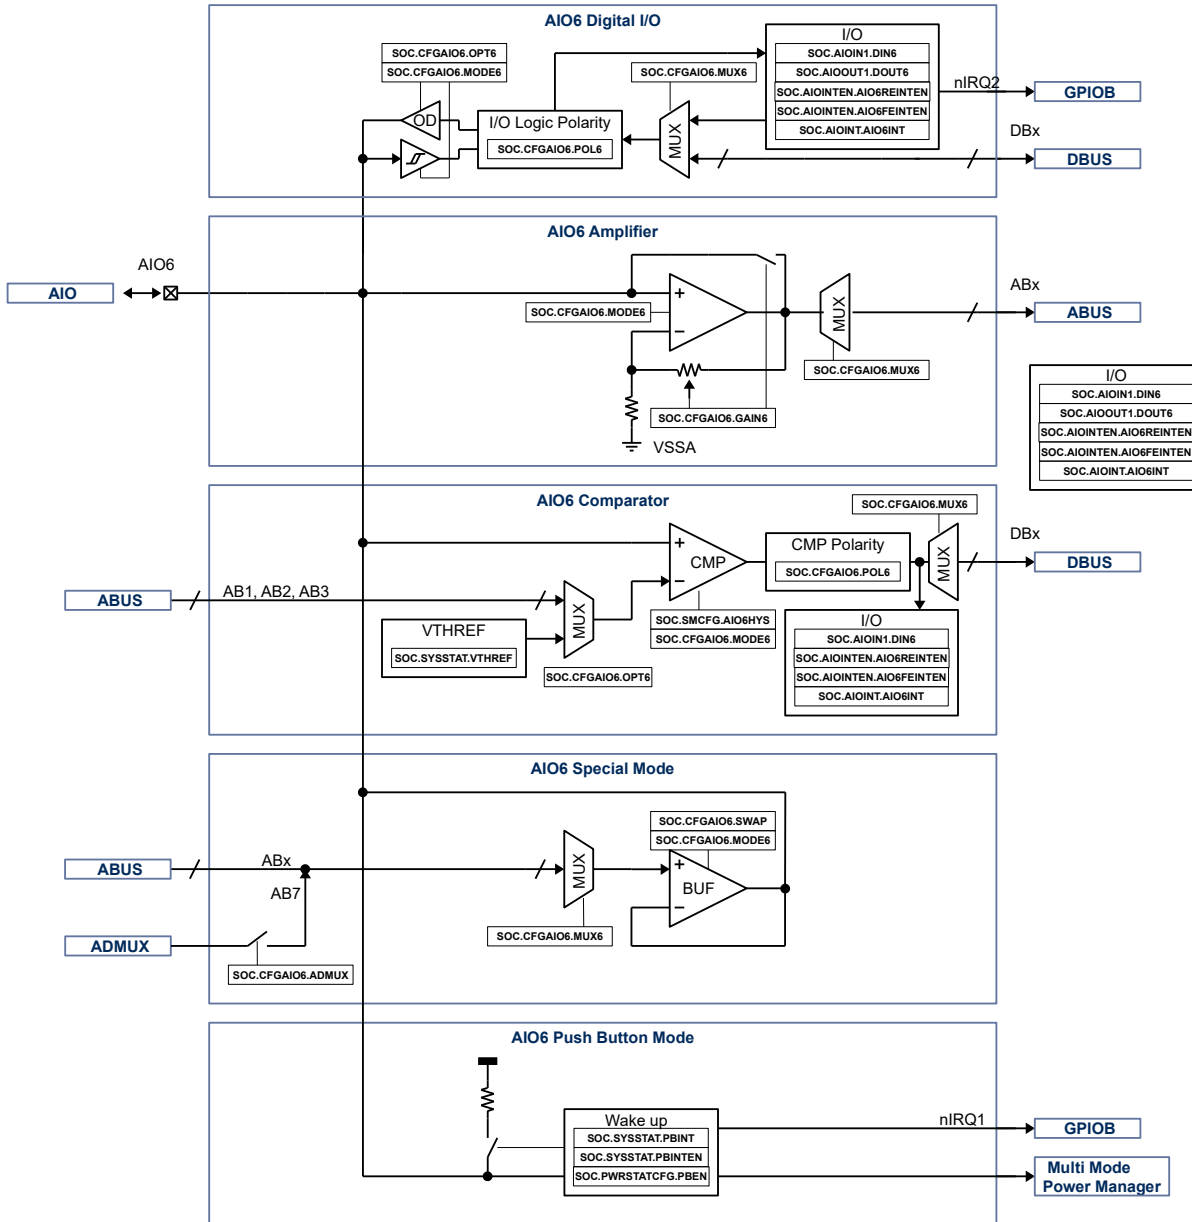 AIO6 Digital I/O
SOC.CFGAIO6.OPT6
SOC.CFGAIO6.MODE6
OD
I/O Logic Polarity
SOC.CFGAIO6.POL6
SOC.CFGAIO6.MUX6
MUX
I/O
SOC.AIOIN1.DIN6
SOC.AIOOUT1.DOUT6
SOC.AIOINTEN.AIO6REINTEN
SOC.AIOINTEN.AIO6FEINTEN
SOC.AIOINT.AIO6INT
nIRQ2
GPIOB
DBx
DBUS
AIO6 Amplifier
AIO
AIO6
SOC.CFGAIO6.MODE6
+
−
MUX
SOC.CFGAIO6.MUX6
SOC.CFGAIO6.GAIN6
VSSA
ABx
ABUS
I/O
SOC.AIOIN1.DIN6
SOC.AIOOUT1.DOUT6
SOC.AIOINTEN.AIO6REINTEN
SOC.AIOINTEN.AIO6FEINTEN
SOC.AIOINT.AIO6INT
AIO6 Comparator
ABUS
AB1, AB2, AB3
VTHREF
SOC.SYSSTAT.VTHREF
MUX
SOC.CFGAIO6.OPT6
+
CMP
−
SOC.SMCFG.AIO6HYS
SOC.CFGAIO6.MODE6
CMP Polarity
SOC.CFGAIO6.POL6
SOC.CFGAIO6.MUX6
MUX
DBx
DBUS
I/O
SOC.AIOIN1.DIN6
SOC.AIOINTEN.AIO6REINTEN
SOC.AIOINTEN.AIO6FEINTEN
SOC.AIOINT.AIO6INT
AIO6 Special Mode
ABUS
ABx
AB7
ADMUX
SOC.CFGAIO6.ADMUX
MUX
SOC.CFGAIO6.MUX6
SOC.CFGAIO6.SWAP
SOC.CFGAIO6.MODE6
+
BUF
−
AIO6 Push Button Mode
Wake up
SOC.SYSSTAT.PBINT
SOC.SYSSTAT.PBINTEN
SOC.PWRSTATCFG.PBEN
nIRQ1
GPIOB
Multi Mode
Power Manager